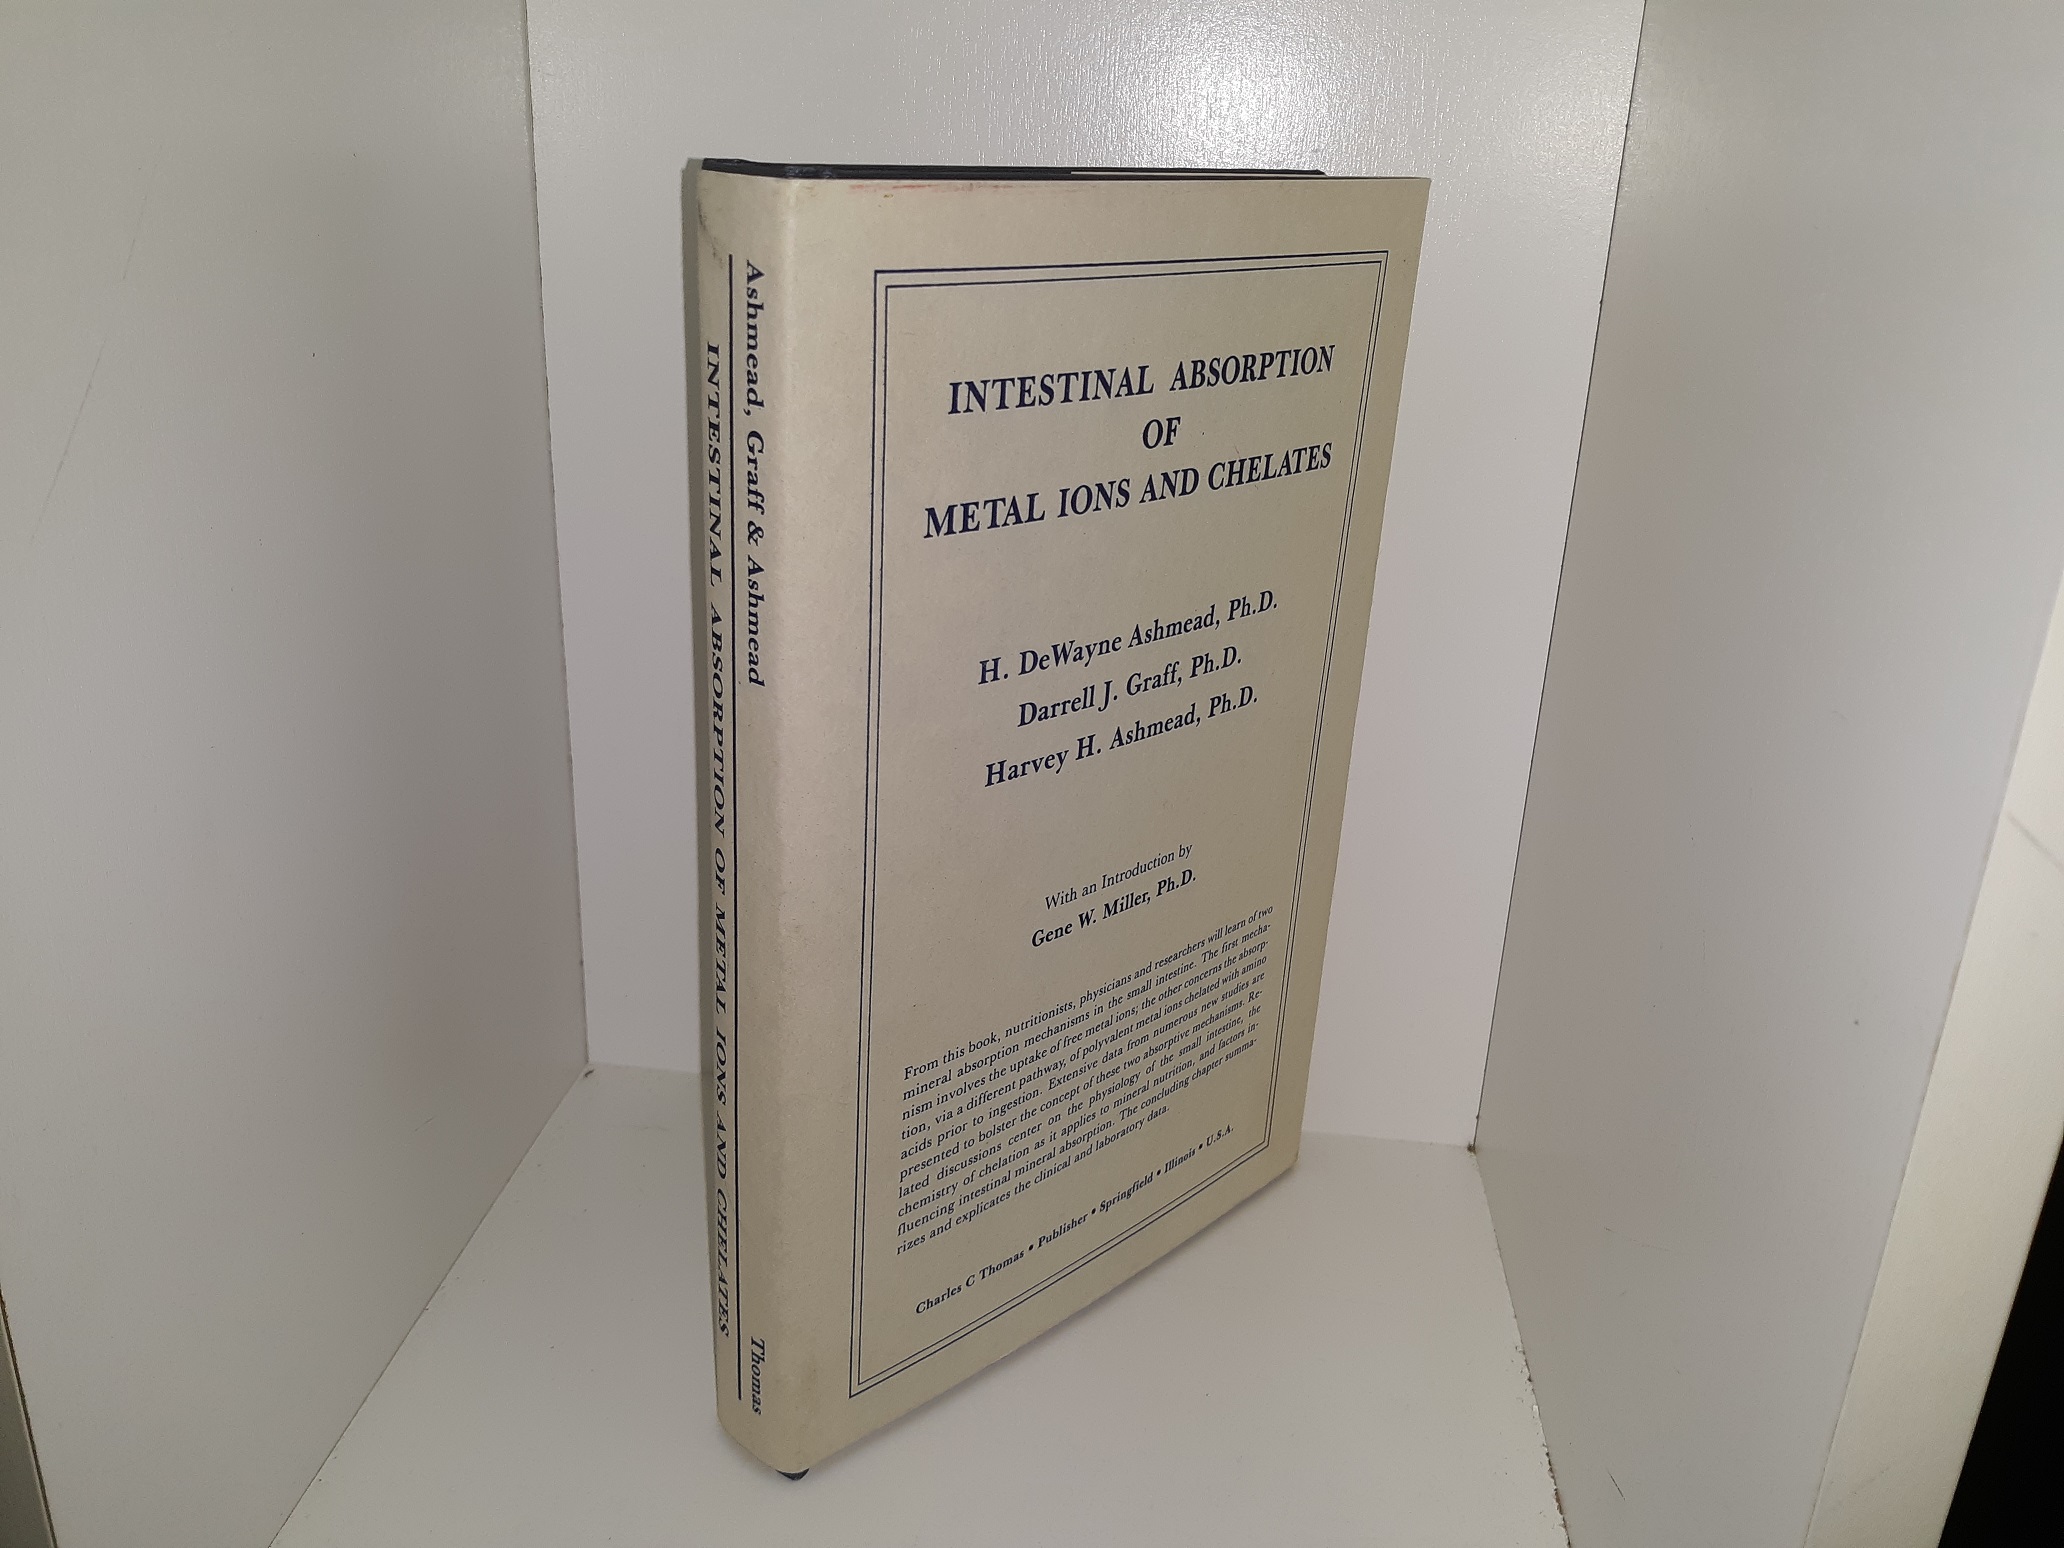 Ashmead, Graff & Ashmead
INTESTINAL ABSORPTION OF METAL IONS AND CHELATES
Thomas
INTESTINAL ABSORPTION
OF
METAL IONS AND CHELATES
H. DeWayne Ashmead, Ph.D.
Darrell J. Graff, Ph.D.
Harvey H. Ashmead, Ph.D.
With an Introduction by
Gene W. Miller, Ph.D.
From this book, nutritionists, physicians and researchers will learn of two
mineral absorption mechanisms in the small intestine. The first mecha-
nism involves the uptake of free metal ions; the other concerns the absorp-
tion, via a different pathway, of polyvalent metal ions chelated with amino
acids prior to ingestion. Extensive data from numerous new studies are
presented to bolster the concept of these two absorptive mechanisms. Re-
lated discussions center on the physiology of the small intestine, the
chemistry of chelation as it applies to mineral nutrition, and factors in-
fluencing intestinal mineral absorption. The concluding chapter summa-
rizes and explicates the clinical and laboratory data.
Charles C Thomas • Publisher • Springfield • Illinois • U.S.A.